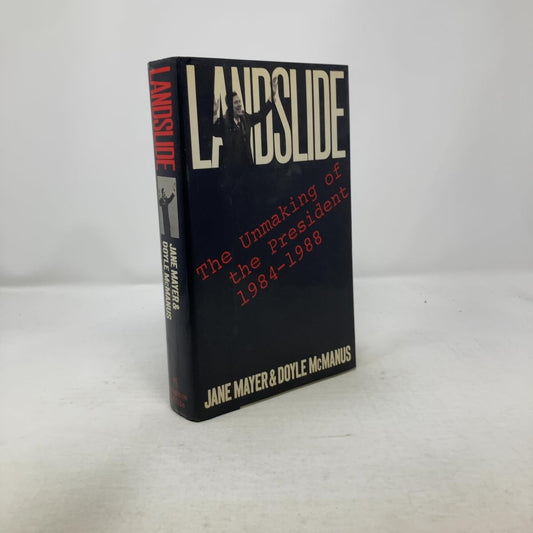 LANDSLIDE
JANE MAYER &
DOYLE McMANUS
LANDSLIDE
The Unmaking of
the President
1984-1988
JANE MAYER & DOYLE McMANUS